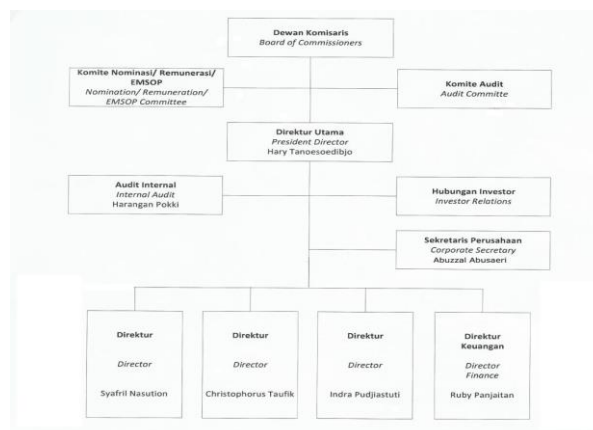 Dewan Komisaris
Board of Commissioners
Komite Nominasi/ Remunerasi/
EMSOP
Nomination/ Remuneration/
EMSOP Committee
Komite Audit
Audit Committe
Direktur Utama
President Director
Hary Tanoesoedibjo
Audit Internal
Internal Audit
Harangan Pokki
Hubungan Investor
Investor Relations
Sekretaris Perusahaan
Corporate Secretary
Abuzzal Abusaeri
Direktur
Director
Syafril Nasution
Direktur
Director
Christophorus Taufik
Direktur
Director
Indra Pudjiastuti
Direktur
Keuangan
Director
Finance
Ruby Panjaitan